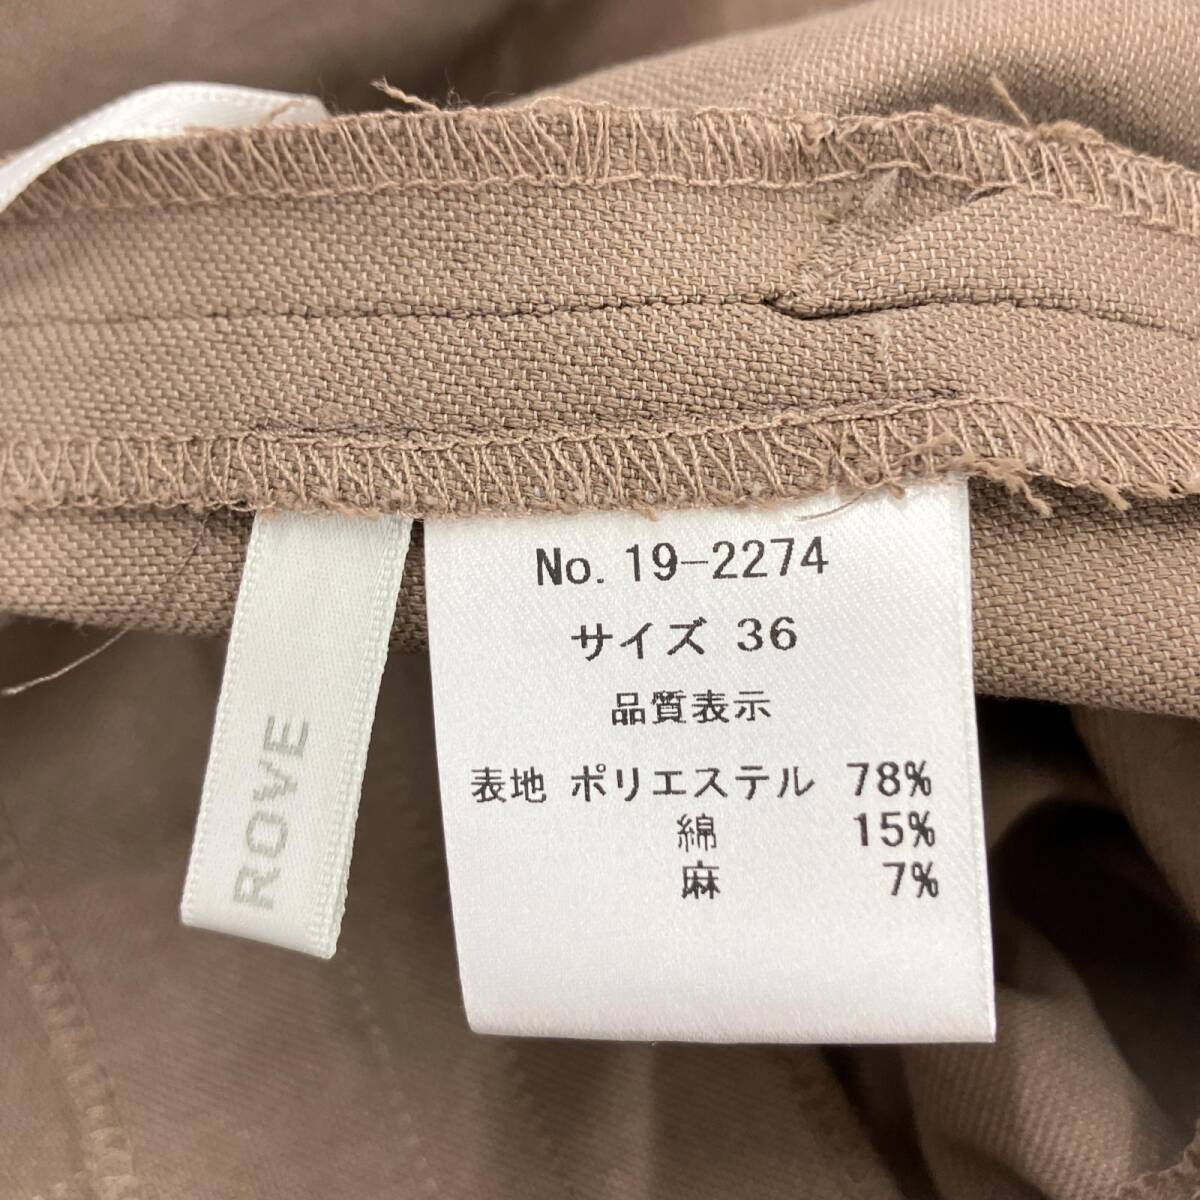 ROVE
No. 19-2274
サイズ 36
品質表示
表地 ポリエステル 78%
綿 15%
麻 7%